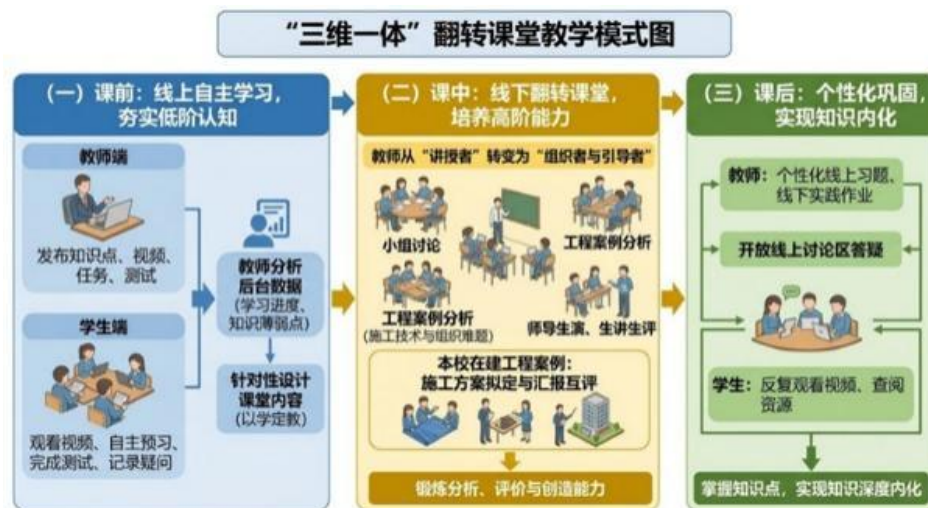 “三维一体”翻转课堂教学模式图
（一）课前：线上自主学习，
夯实低阶认知
教师端
发布知识点、视频、
任务、测试
学生端
观看视频、自主预习、
完成测试、记录疑问
教师分析
后台数据
(学习进度、
知识薄弱点)
针对性设计
课堂内容
(以学定教)
（二）课中：线下翻转课堂，
培养高阶能力
教师从“讲授者”转变为“组织者与引导者”
小组讨论
工程案例分析
工程案例分析
(施工技术与组织难题)
师导生演、生讲生评
本校在建工程案例：
施工方案拟定与汇报互评
锻炼分析、评价与创造能力
（三）课后：个性化巩固，
实现知识内化
教师：个性化线上习题、
线下实践作业
开放线上讨论区答疑
学生：反复观看视频、查阅
资源
掌握知识点，实现知识深度内化